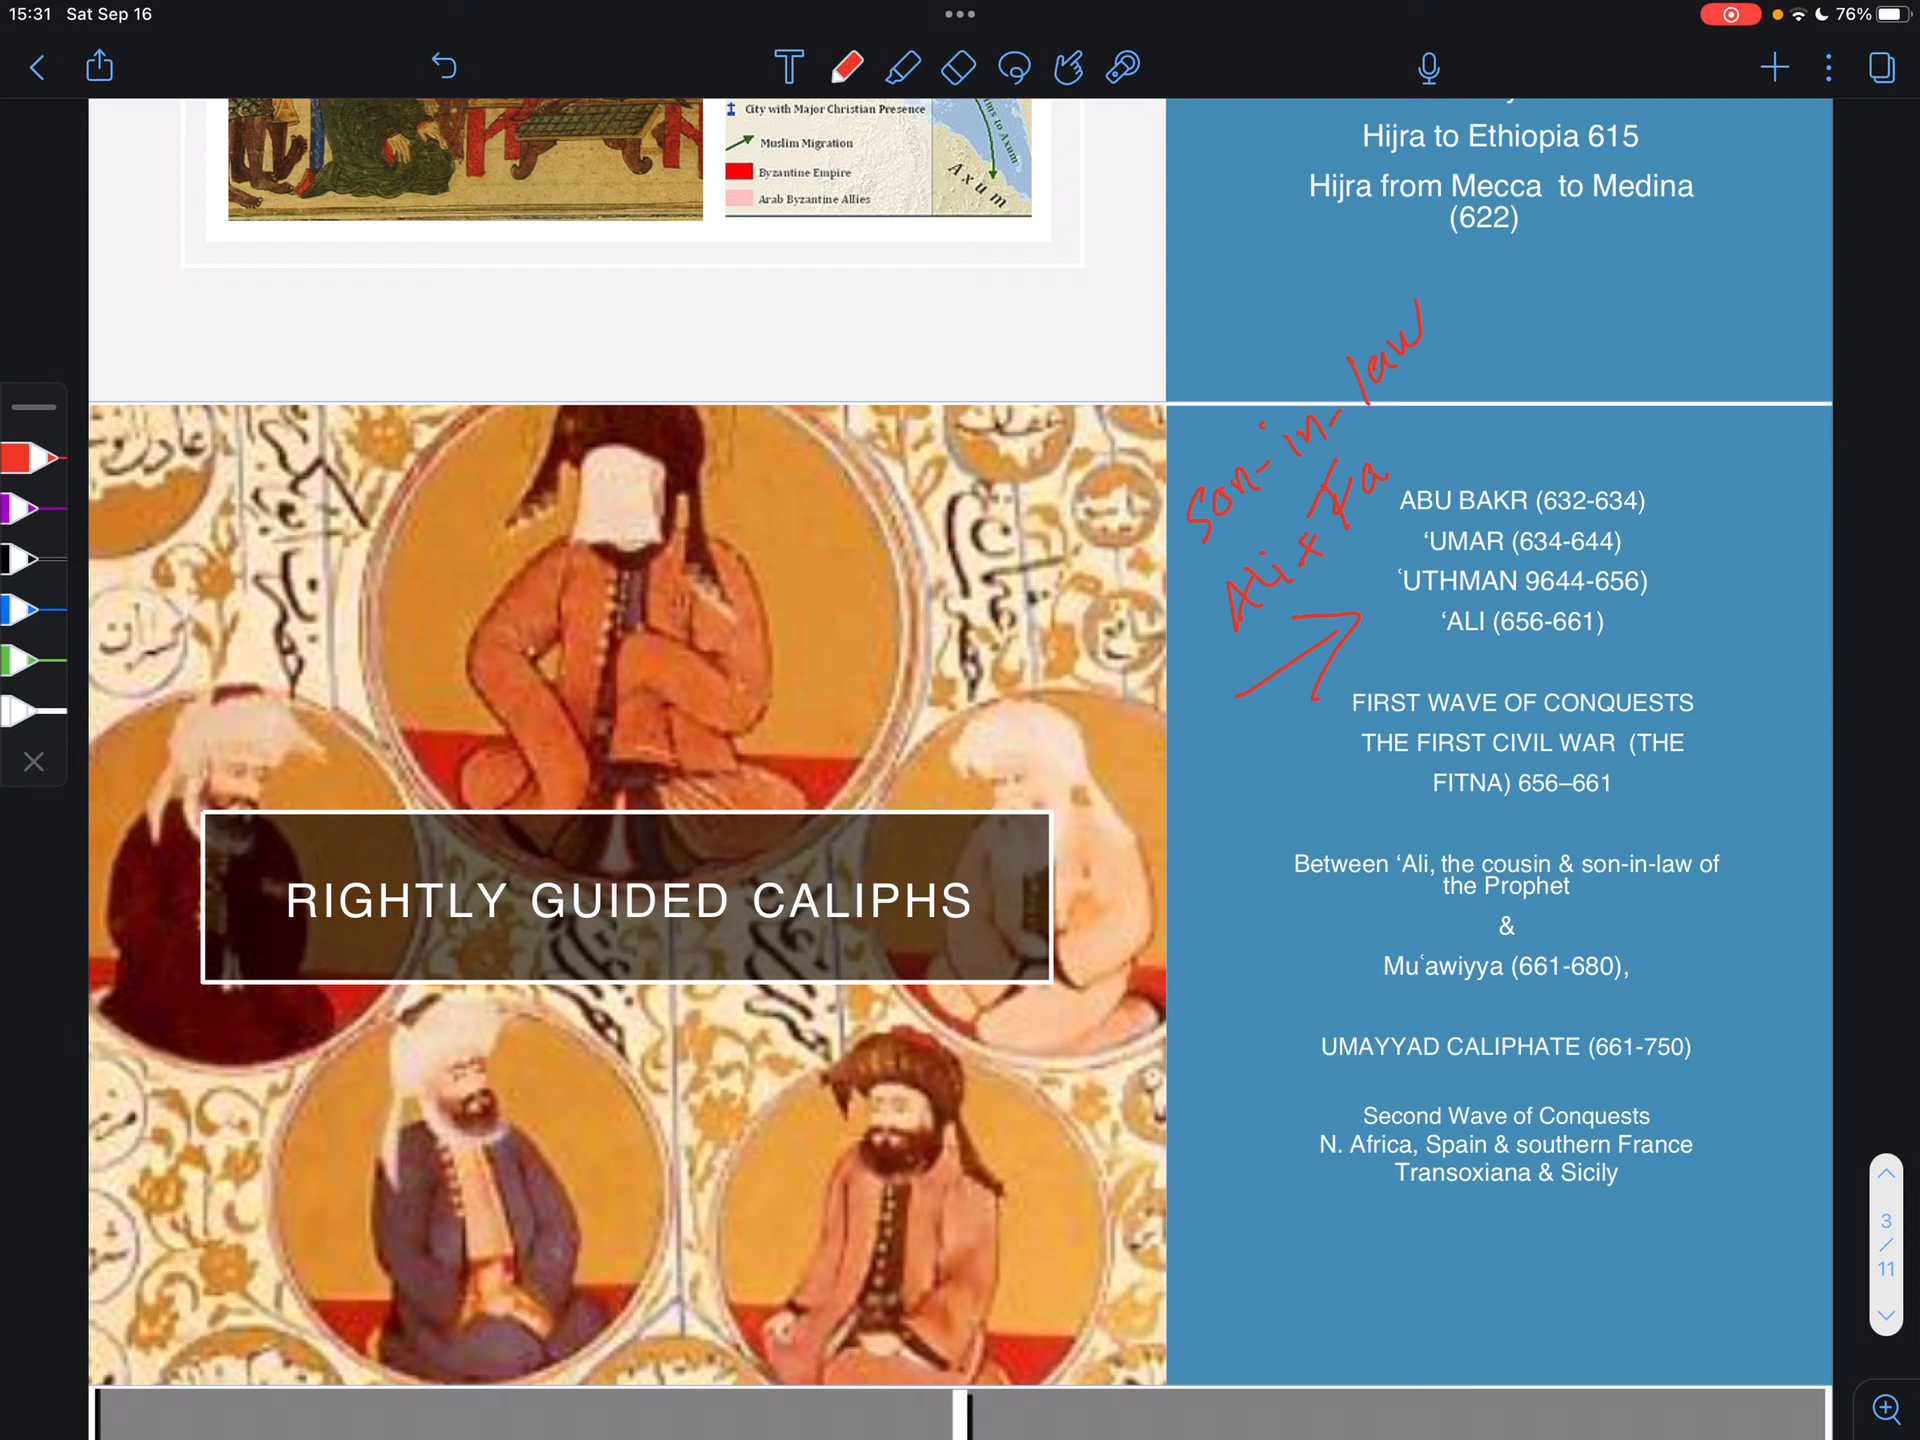 15:31 Sat Sep 16
76%
City with Major Christian Presence
Muslim Migration
Byzantine Empire
Arab Byzantine Allies
Axum
ms to Axum
Hijra to Ethiopia 615
Hijra from Mecca to Medina
(622)
Son-in-law
Ali + Fa
ABU BAKR (632-634)
‘UMAR (634-644)
ʿUTHMAN 9644-656)
‘ALI (656-661)
FIRST WAVE OF CONQUESTS
THE FIRST CIVIL WAR (THE
FITNA) 656–661
RIGHTLY GUIDED CALIPHS
Between ‘Ali, the cousin & son-in-law of
the Prophet
&
Muʿawiyya (661-680),
UMAYYAD CALIPHATE (661-750)
Second Wave of Conquests
N. Africa, Spain & southern France
Transoxiana & Sicily
3
/
11